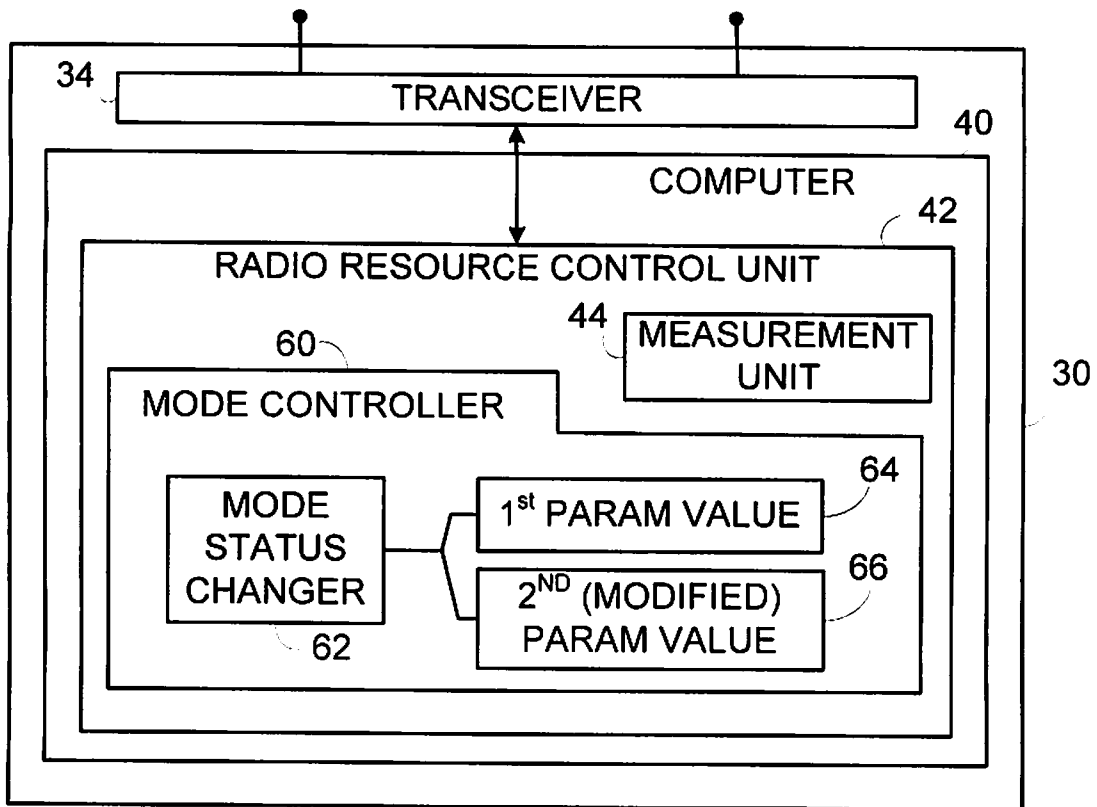 34
TRANSCEIVER
40
COMPUTER
42
RADIO RESOURCE CONTROL UNIT
44
MEASUREMENT
UNIT
30
60
MODE CONTROLLER
MODE
STATUS
CHANGER
62
1st PARAM VALUE
64
2ND (MODIFIED)
PARAM VALUE
66